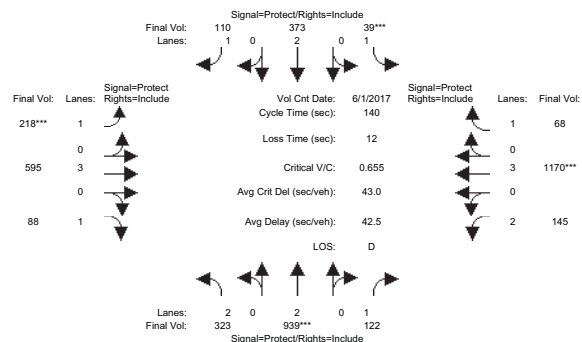 Signal=Protect/Rights=Include
Final Vol: 110 373 39***
Lanes: 1 0 2 0 1
Signal=Protect
Final Vol: Lanes: Rights=Include Vol Cnt Date: 6/1/2017 Rights=Include Lanes: Final Vol:
Signal=Protect
Cycle Time (sec): 140
218*** 1 1 68
Loss Time (sec): 12
0 0
595 3 Critical V/C: 0.655 3 1170***
0 Avg Crit Del (sec/veh): 43.0 0
88 1 Avg Delay (sec/veh): 42.5 2 145
LOS: D
Lanes: 2 0 2 0 1
Final Vol: 323 939*** 122
Signal=Protect/Rights=Include